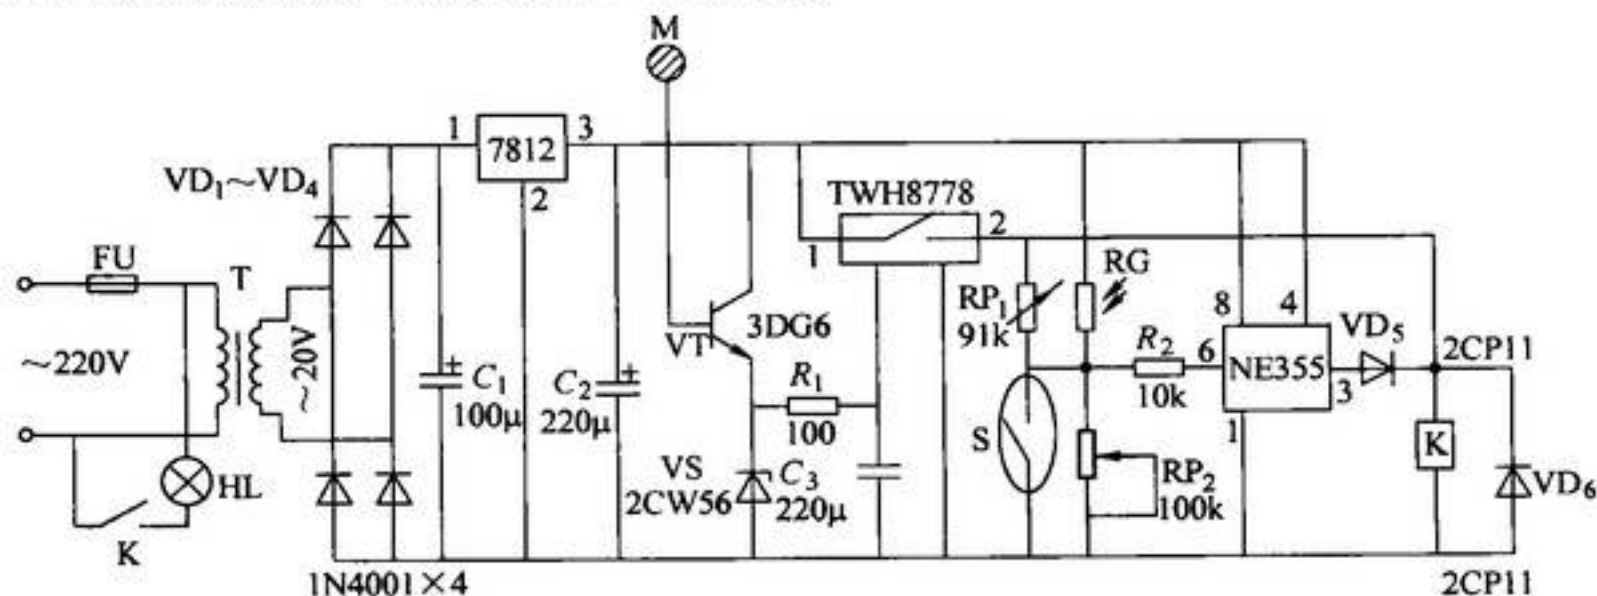 M
1
7812
3
2
VD₁～VD₄
TWH8778
1
2
FU
T
RG
RP₁
91k
8
4
VD₅
～220V
～20V
VT
3DG6
R₂
6
NE355
3
2CP11
10k
C₁
100μ
C₂
220μ
R₁
100
1
S
K
HL
VS
2CW56
C₃
220μ
RP₂
100k
VD₆
K
1N4001×4
2CP11